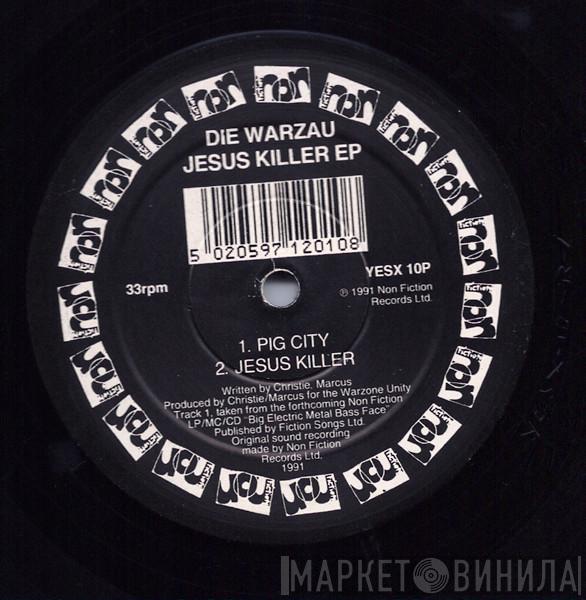 DIE WARZAU
JESUS KILLER EP
5 020597 120108
33rpm
YESX 10P
℗ 1991 Non Fiction
Records Ltd.
1. PIG CITY
2. JESUS KILLER
Written by Christie, Marcus
Produced by Christie/Marcus for the Warzone Unity
Track 1, taken from the forthcoming Non Fiction
LP/MC/CD "Big Electric Metal Bass Face"
Published by Fiction Songs Ltd.
Original sound recording
made by Non Fiction
Records Ltd.
1991
non
Fiction
МАРКЕТ ВИНИЛА